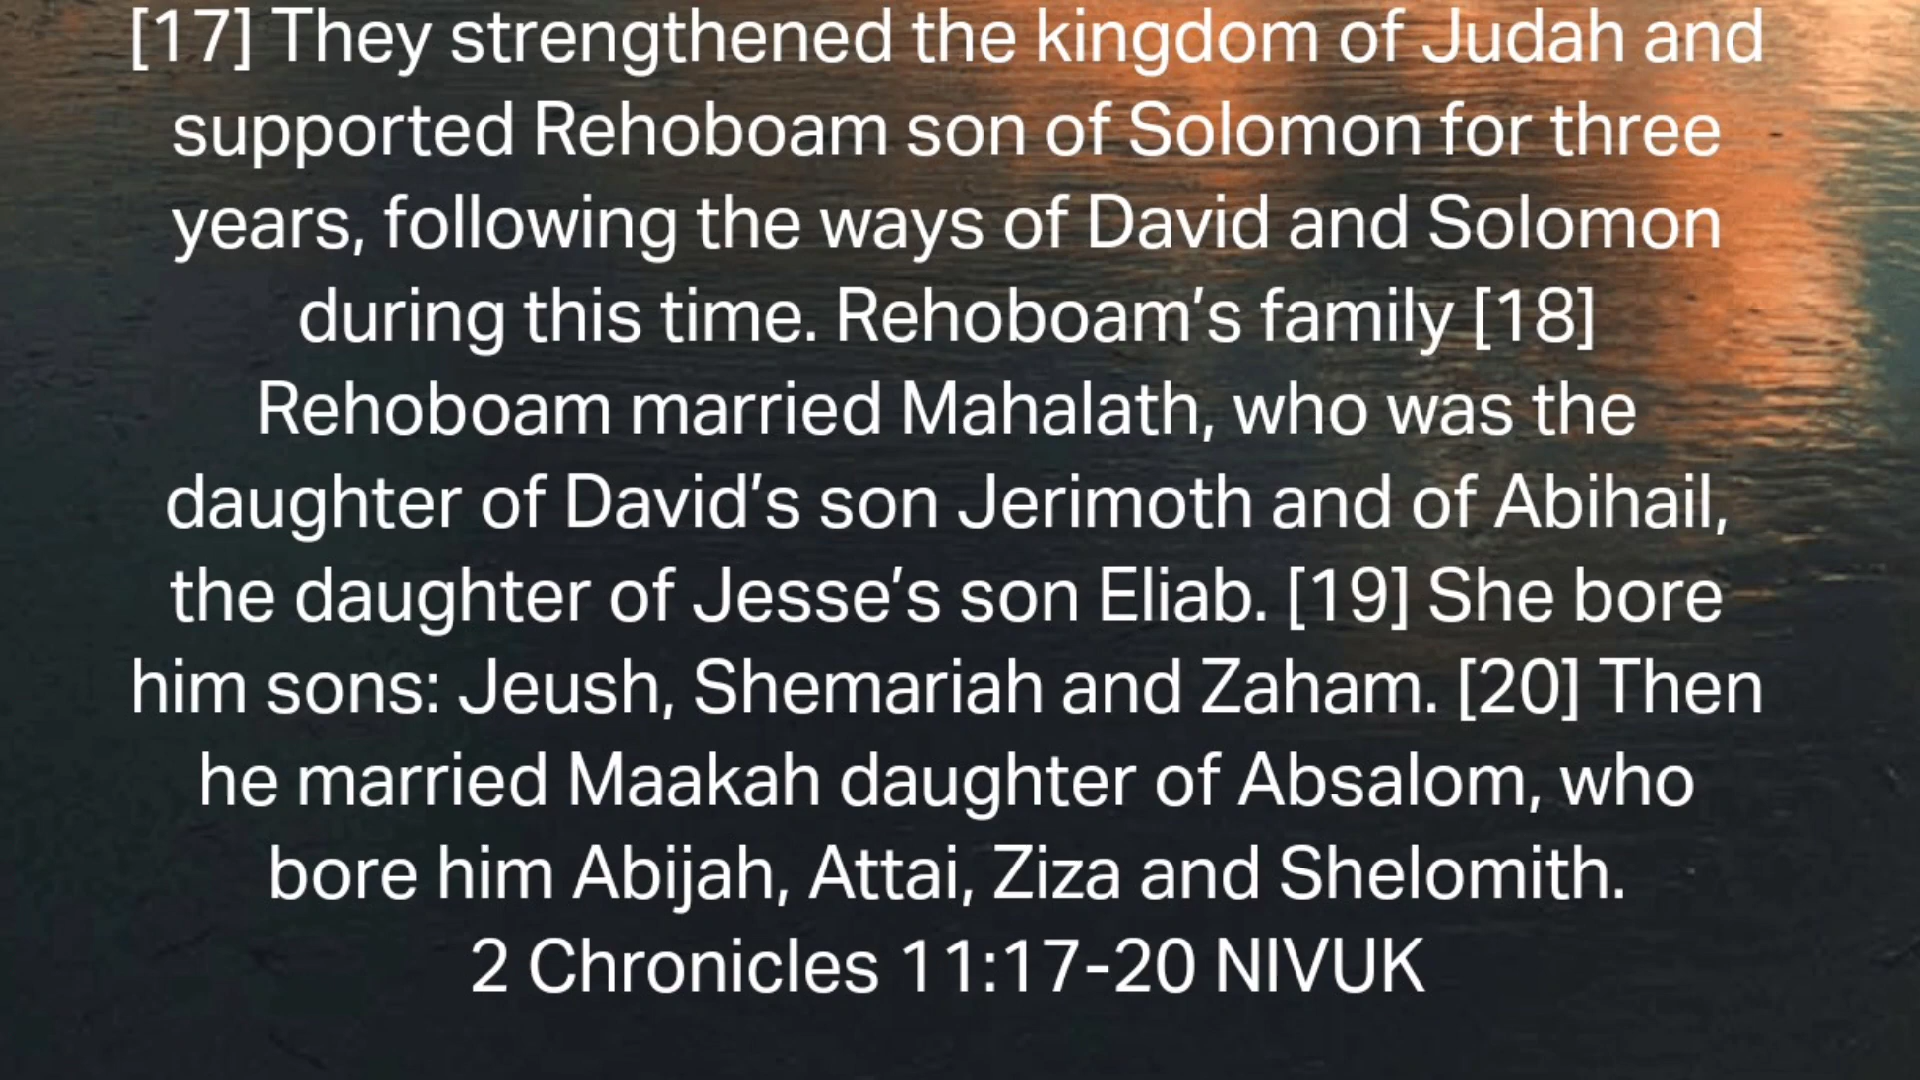 [17] They strengthened the kingdom of Judah and
supported Rehoboam son of Solomon for three
years, following the ways of David and Solomon
during this time. Rehoboam’s family [18]
Rehoboam married Mahalath, who was the
daughter of David’s son Jerimoth and of Abihail,
the daughter of Jesse’s son Eliab. [19] She bore
him sons: Jeush, Shemariah and Zaham. [20] Then
he married Maakah daughter of Absalom, who
bore him Abijah, Attai, Ziza and Shelomith.
2 Chronicles 11:17-20 NIVUK